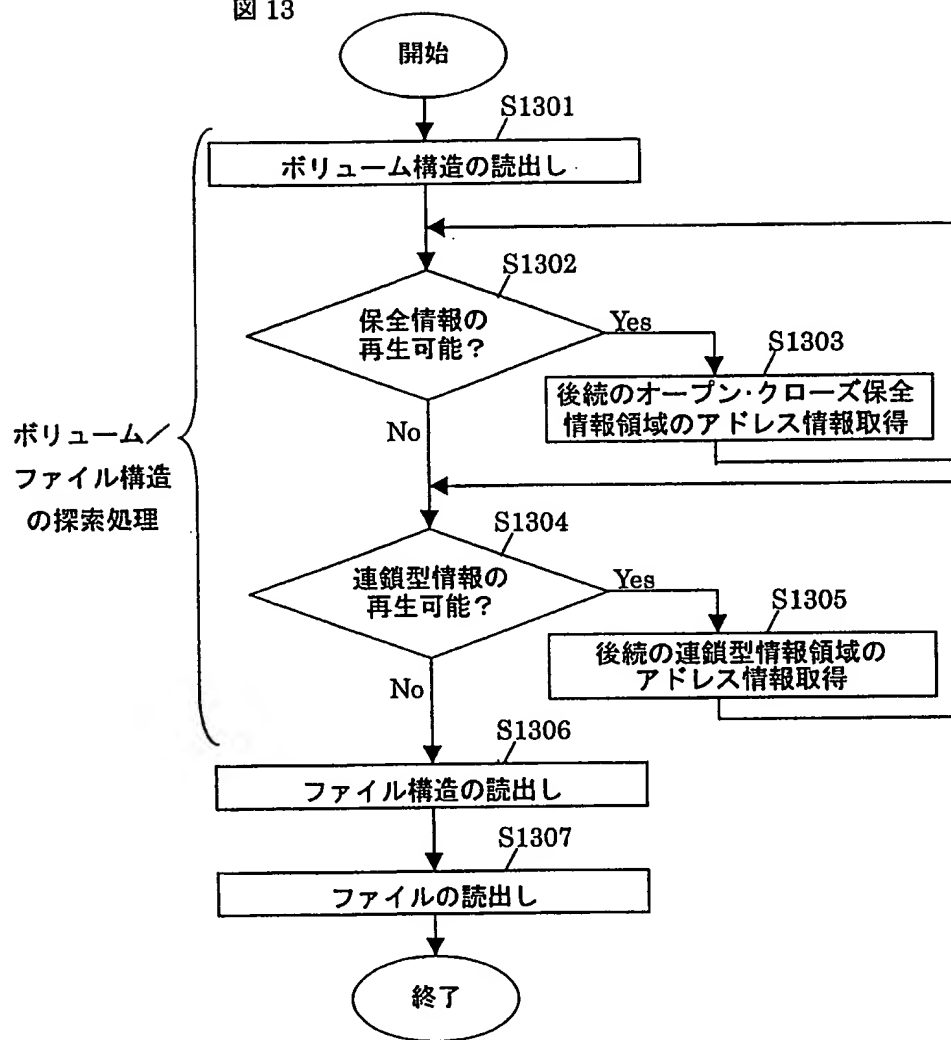 図 13
開始
S1301
ボリューム構造の読出し
S1302
保全情報の
再生可能？
Yes
S1303
後続のオープン･クローズ保全
情報領域のアドレス情報取得
No
ボリューム／
ファイル構造
の探索処理
S1304
連鎖型情報の
再生可能？
Yes
S1305
後続の連鎖型情報領域の
アドレス情報取得
No
S1306
ファイル構造の読出し
S1307
ファイルの読出し
終了